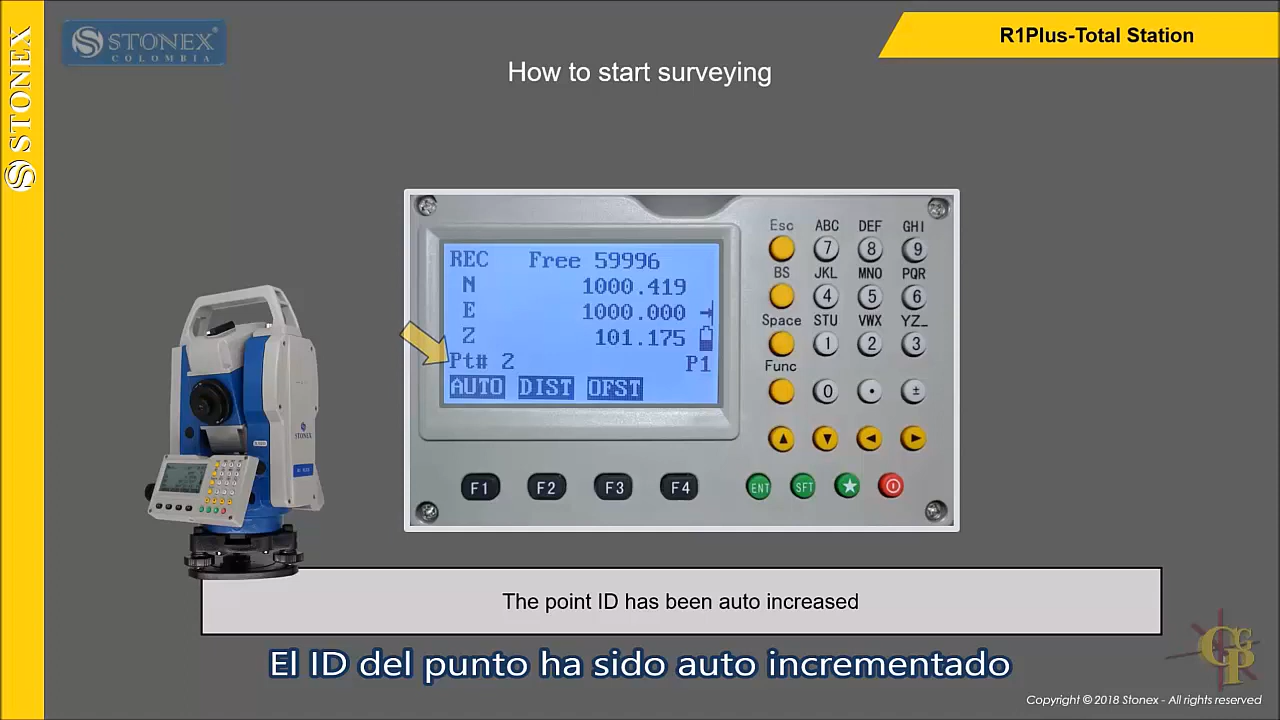 STONEX
STONEX®
COLOMBIA
R1Plus-Total Station
How to start surveying
REC Free 59996
N 1000.419
E 1000.000
Z 101.175
Pt# 2 P1
AUTO DIST OFST
Esc ABC DEF GHI
7 8 9
BS JKL MNO PQR
4 5 6
Space STU VWX YZ_
1 2 3
Func
0 • ±
F1 F2 F3 F4 ENT SFT
STONEX
The point ID has been auto increased
El ID del punto ha sido auto incrementado
CGP
Copyright © 2018 Stonex - All rights reserved